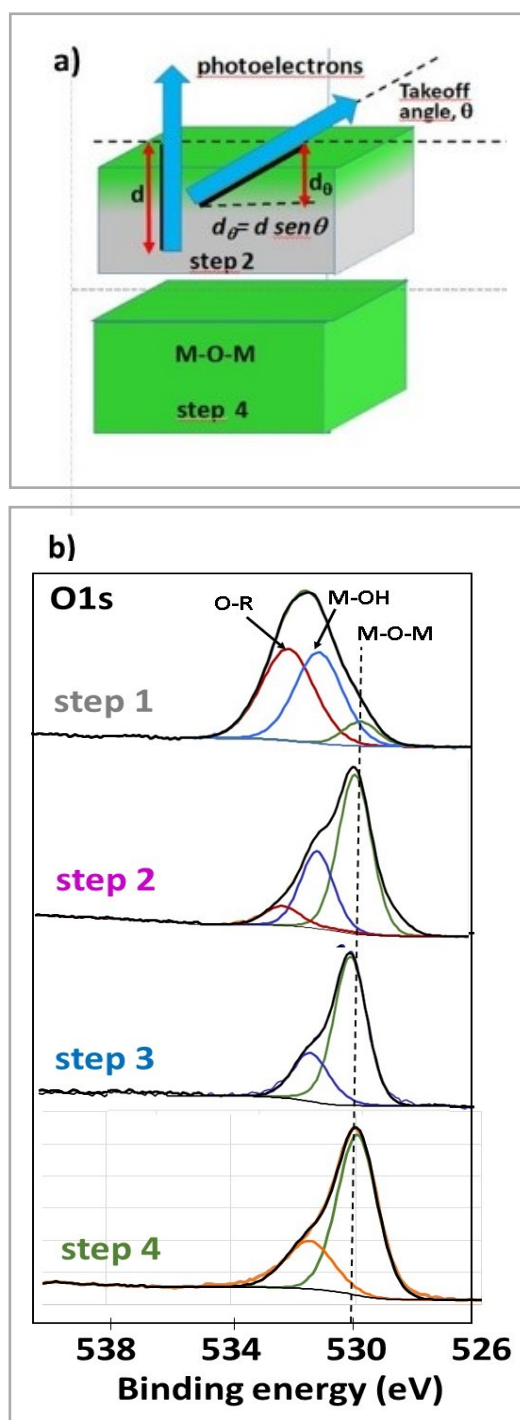 a)
photoelectrons
Takeoff
angle, θ
d
dθ
dθ= d sen θ
step 2
M-O-M
step 4
b)
O1s
O-R
M-OH
M-O-M
step 1
step 2
step 3
step 4
538 534 530 526
Binding energy (eV)